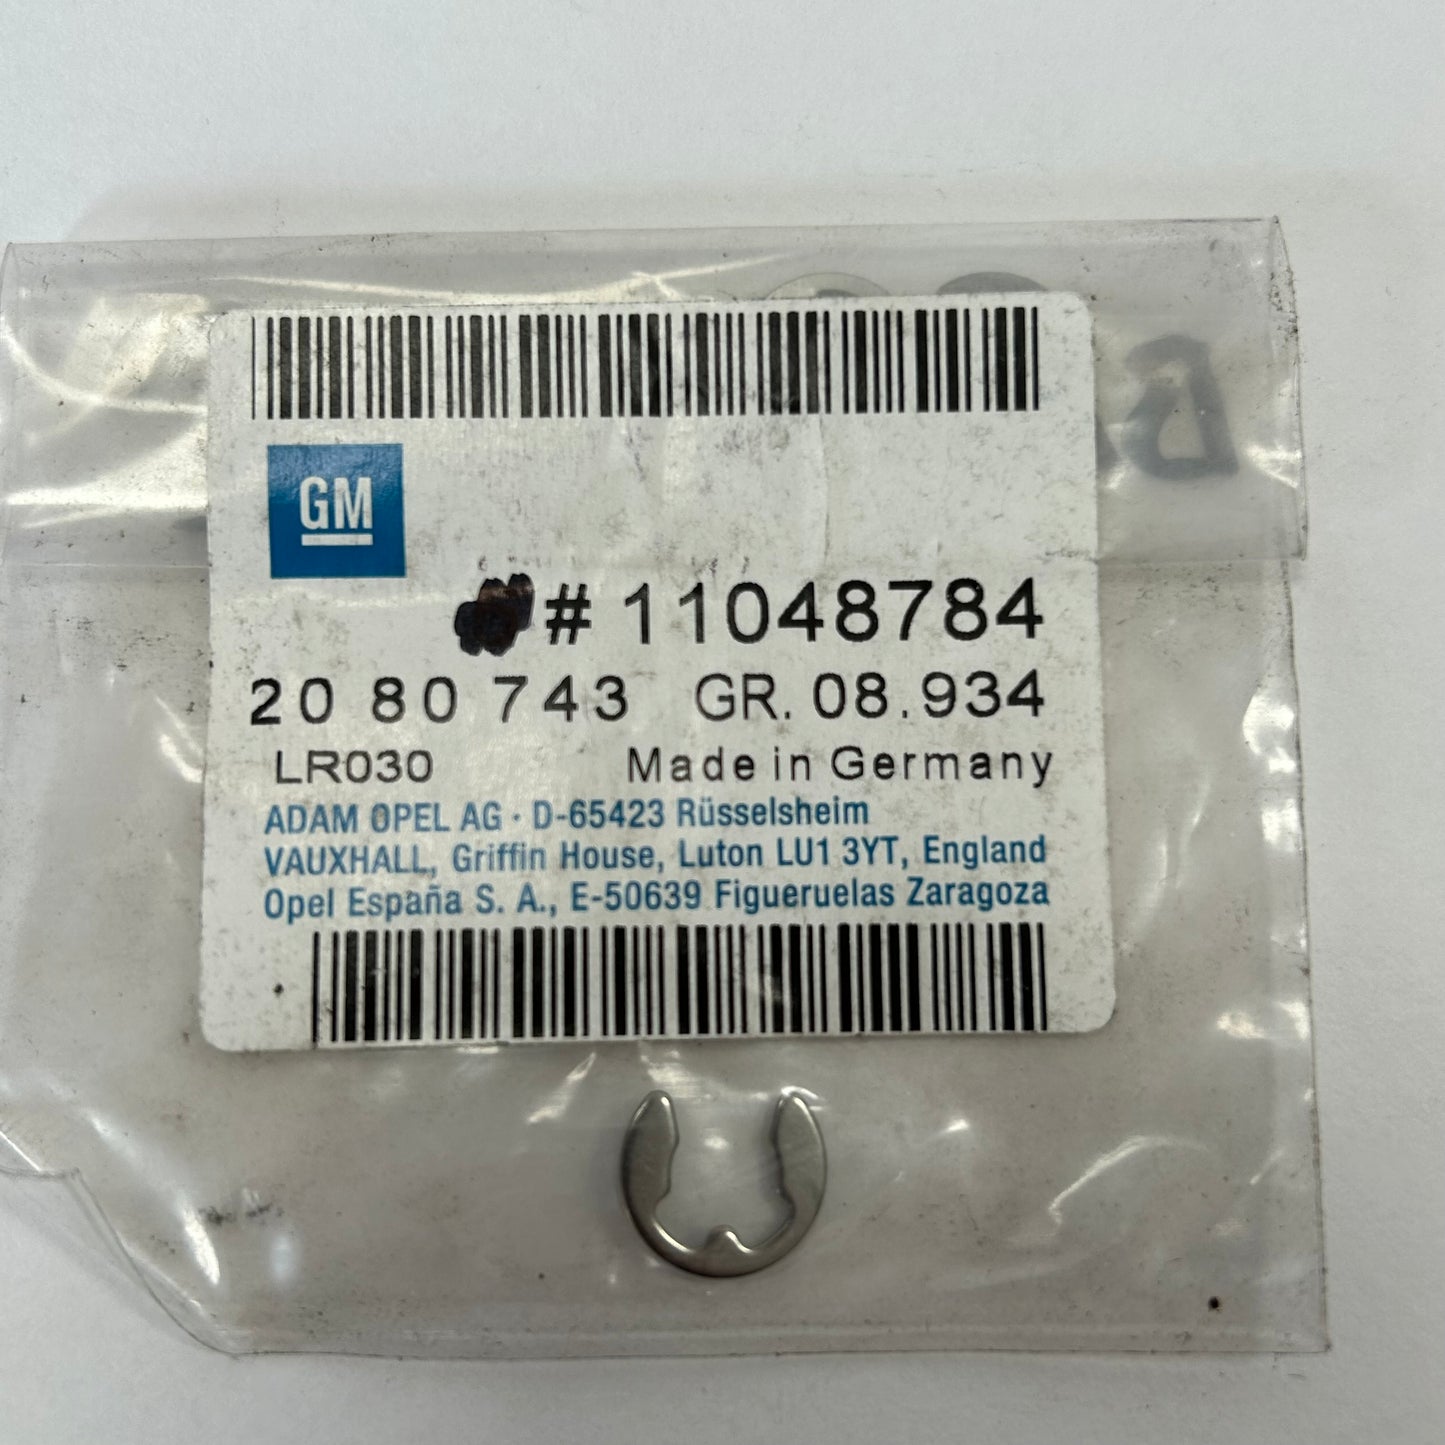 GM
# 11048784
20 80 743 GR. 08.934
LR030 Made in Germany
ADAM OPEL AG · D-65423 Rüsselsheim
VAUXHALL, Griffin House, Luton LU1 3YT, England
Opel España S. A., E-50639 Figueruelas Zaragoza